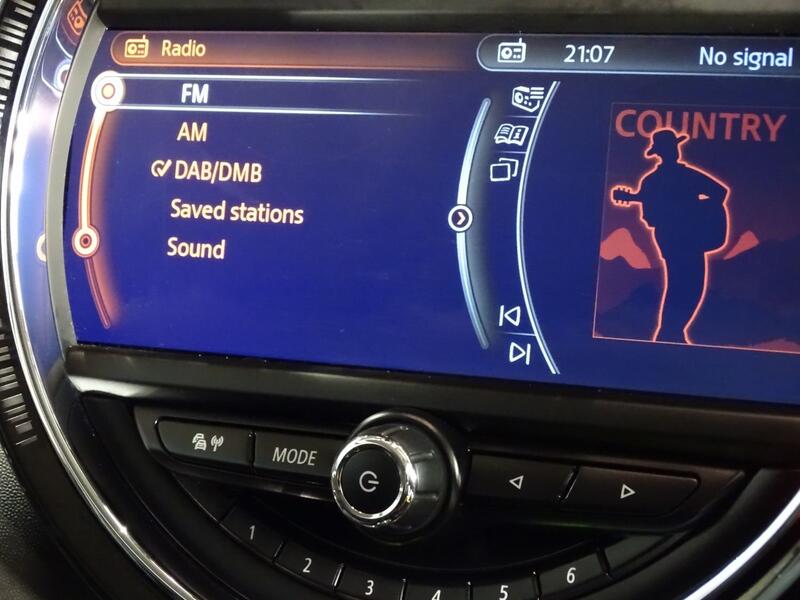 Radio
21:07
No signal
FM
AM
DAB/DMB
Saved stations
Sound
COUNTRY
MODE
1
2
3
4
5
6